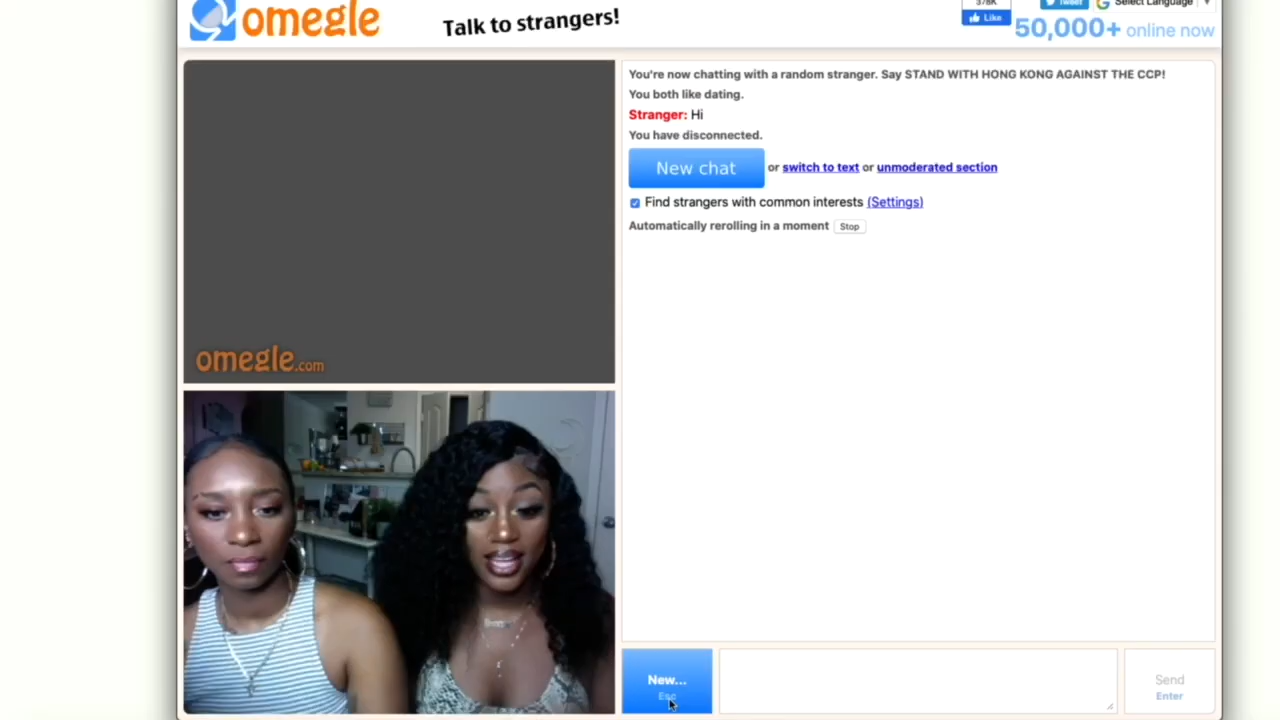 omegle
Talk to strangers!
378K
Tweet
Like
Select Language
50,000+ online now
You're now chatting with a random stranger. Say STAND WITH HONG KONG AGAINST THE CCP!
You both like dating.
Stranger: Hi
You have disconnected.
New chat or switch to text or unmoderated section
Find strangers with common interests (Settings)
Automatically rerolling in a moment Stop
omegle.com
New...
Esc
Send
Enter